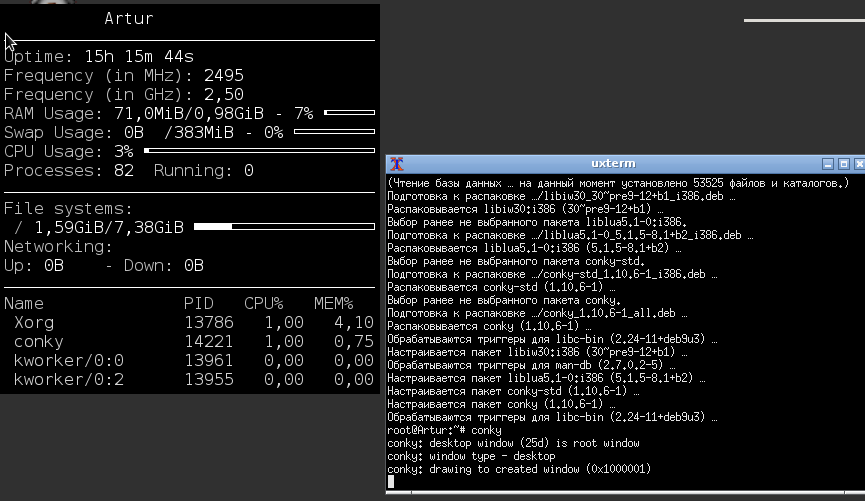 Artur
Uptime: 15h 15m 44s
Frequency (in MHz): 2495
Frequency (in GHz): 2,50
RAM Usage: 71,0MiB/0,98GiB - 7%
Swap Usage: 0B /383MiB - 0%
CPU Usage: 3%
Processes: 82 Running: 0
File systems:
/ 1,59GiB/7,38GiB
Networking:
Up: 0B - Down: 0B
Name PID CPU% MEM%
Xorg 13786 1,00 4,10
conky 14221 1,00 0,75
kworker/0:0 13961 0,00 0,00
kworker/0:2 13955 0,00 0,00
uxterm
(Чтение базы данных … на данный момент установлено 53525 файлов и каталогов.)
Подготовка к распаковке …/libiw30_30~pre9-12+b1_i386.deb …
Распаковывается libiw30:i386 (30~pre9-12+b1) …
Выбор ранее не выбранного пакета liblua5.1-0:i386.
Подготовка к распаковке …/liblua5.1-0_5.1.5-8.1+b2_i386.deb …
Распаковывается liblua5.1-0:i386 (5.1.5-8.1+b2) …
Выбор ранее не выбранного пакета conky-std.
Подготовка к распаковке …/conky-std_1.10.6-1_i386.deb …
Распаковывается conky-std (1.10.6-1) …
Выбор ранее не выбранного пакета conky.
Подготовка к распаковке …/conky_1.10.6-1_all.deb …
Распаковывается conky (1.10.6-1) …
Обрабатываются триггеры для libc-bin (2.24-11+deb9u3) …
Настраивается пакет libiw30:i386 (30~pre9-12+b1) …
Обрабатываются триггеры для man-db (2.7.0.2-5) …
Настраивается пакет liblua5.1-0:i386 (5.1.5-8.1+b2) …
Настраивается пакет conky-std (1.10.6-1) …
Настраивается пакет conky (1.10.6-1) …
Обрабатываются триггеры для libc-bin (2.24-11+deb9u3) …
root@Artur:~# conky
conky: desktop window (25d) is root window
conky: window type - desktop
conky: drawing to created window (0x1000001)